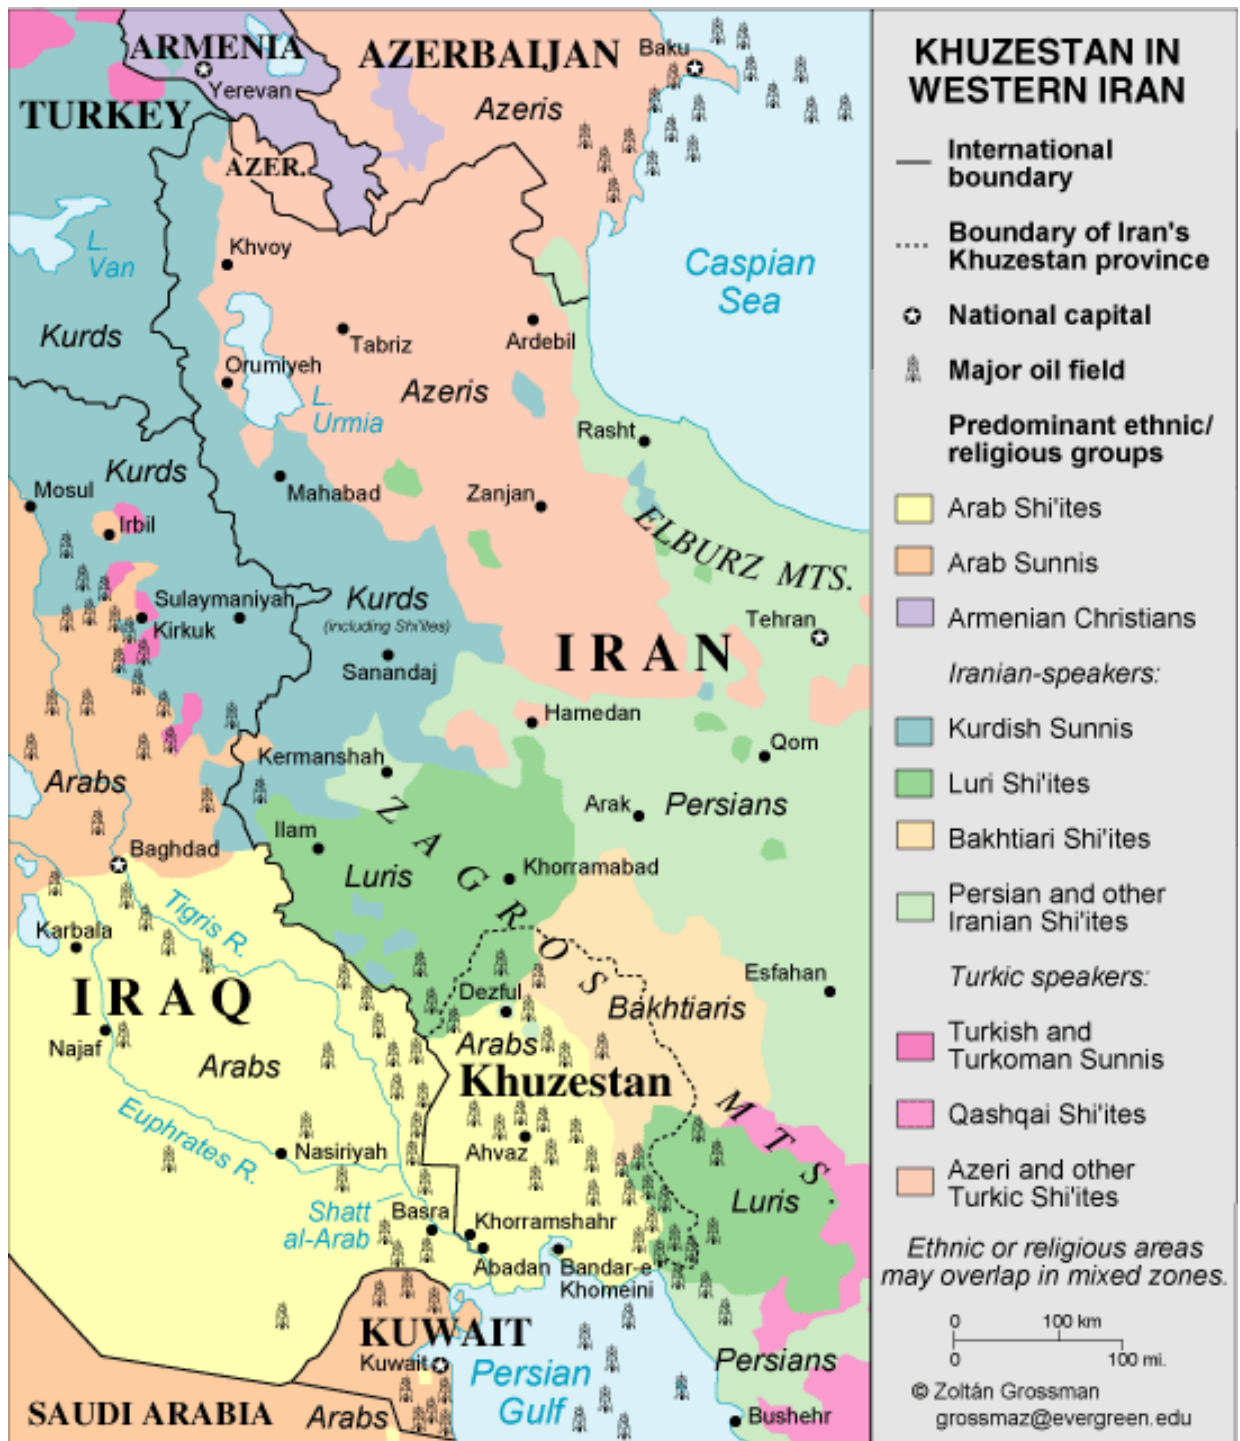 ARMENIA
Yerevan
AZERBAIJAN
Azeris
Baku
TURKEY
AZER.
L.
Van
Khvoy
Caspian
Sea
Kurds
Tabriz
Ardebil
Orumiyeh
Azeris
L.
Urmia
Rasht
Kurds
Mosul
Mahabad
Zanjan
Irbil
ELBURZ MTS.
Sulaymaniyah
Kirkuk
Kurds
(including Shi'ites)
Sanandaj
Tehran
IRAN
Hamedan
Kermanshah
Qom
Arabs
ZAGROS MTS.
Arak
Persians
Baghdad
Ilam
Luris
Khorramabad
Tigris R.
Karbala
IRAQ
Esfahan
Dezful
Bakhtiaris
Najaf
Arabs
Arabs
Khuzestan
Euphrates R.
Nasiriyah
Ahvaz
Luris
Shatt
al-Arab
Basra
Khorramshahr
Abadan
Bandar-e
Khomeini
KUWAIT
Kuwait
Persian
Gulf
Persians
SAUDI ARABIA
Arabs
Bushehr
KHUZESTAN IN
WESTERN IRAN
International
boundary
Boundary of Iran's
Khuzestan province
National capital
Major oil field
Predominant ethnic/
religious groups
Arab Shi'ites
Arab Sunnis
Armenian Christians
Iranian-speakers:
Kurdish Sunnis
Luri Shi'ites
Bakhtiari Shi'ites
Persian and other
Iranian Shi'ites
Turkic speakers:
Turkish and
Turkoman Sunnis
Qashqai Shi'ites
Azeri and other
Turkic Shi'ites
Ethnic or religious areas
may overlap in mixed zones.
0 100 km
0 100 mi.
© Zoltán Grossman
grossmaz@evergreen.edu